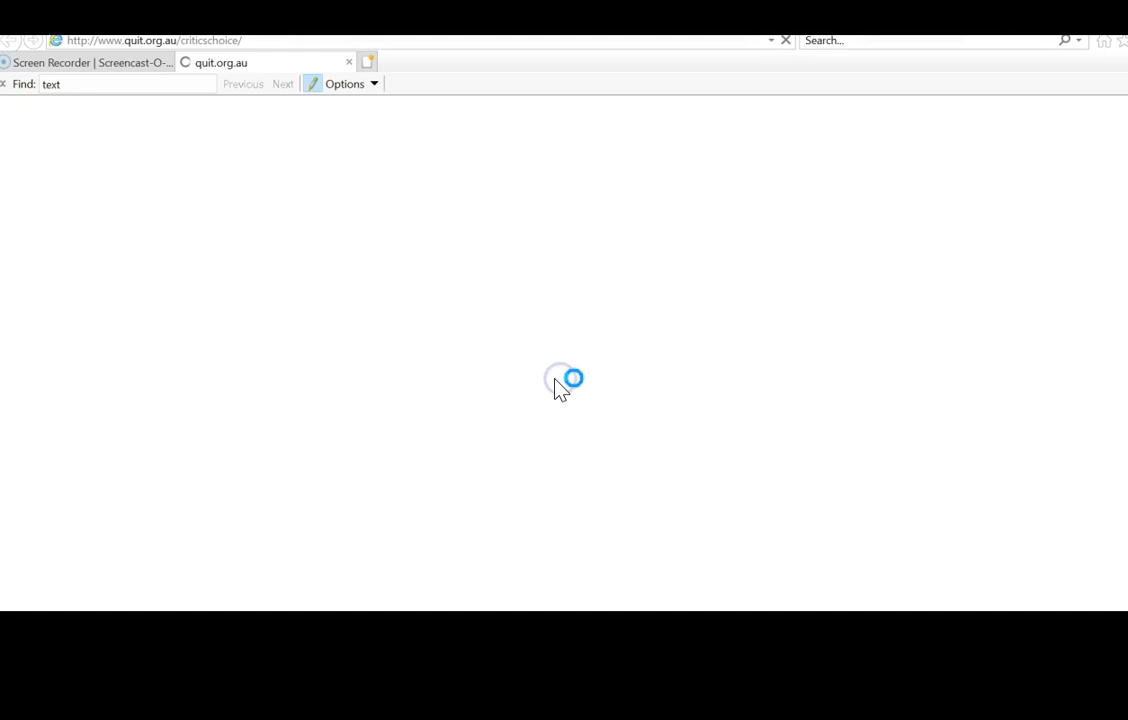 http://www.quit.org.au/criticschoice/ Search...
Screen Recorder | Screencast-O-... quit.org.au
Find: text Previous Next Options